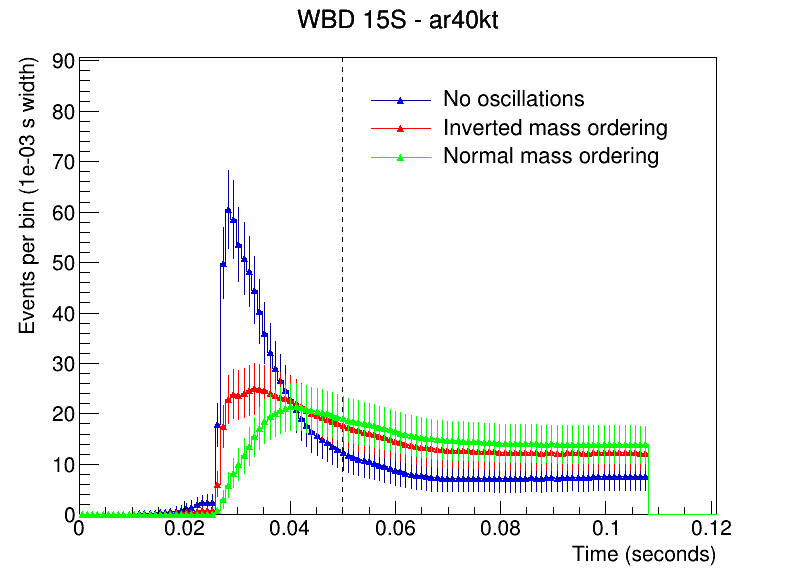 WBD 15S - ar40kt
Events per bin (1e-03 s width)
90
80
70
60
50
40
30
20
10
0
No oscillations
Inverted mass ordering
Normal mass ordering
0 0.02 0.04 0.06 0.08 0.1 0.12
Time (seconds)